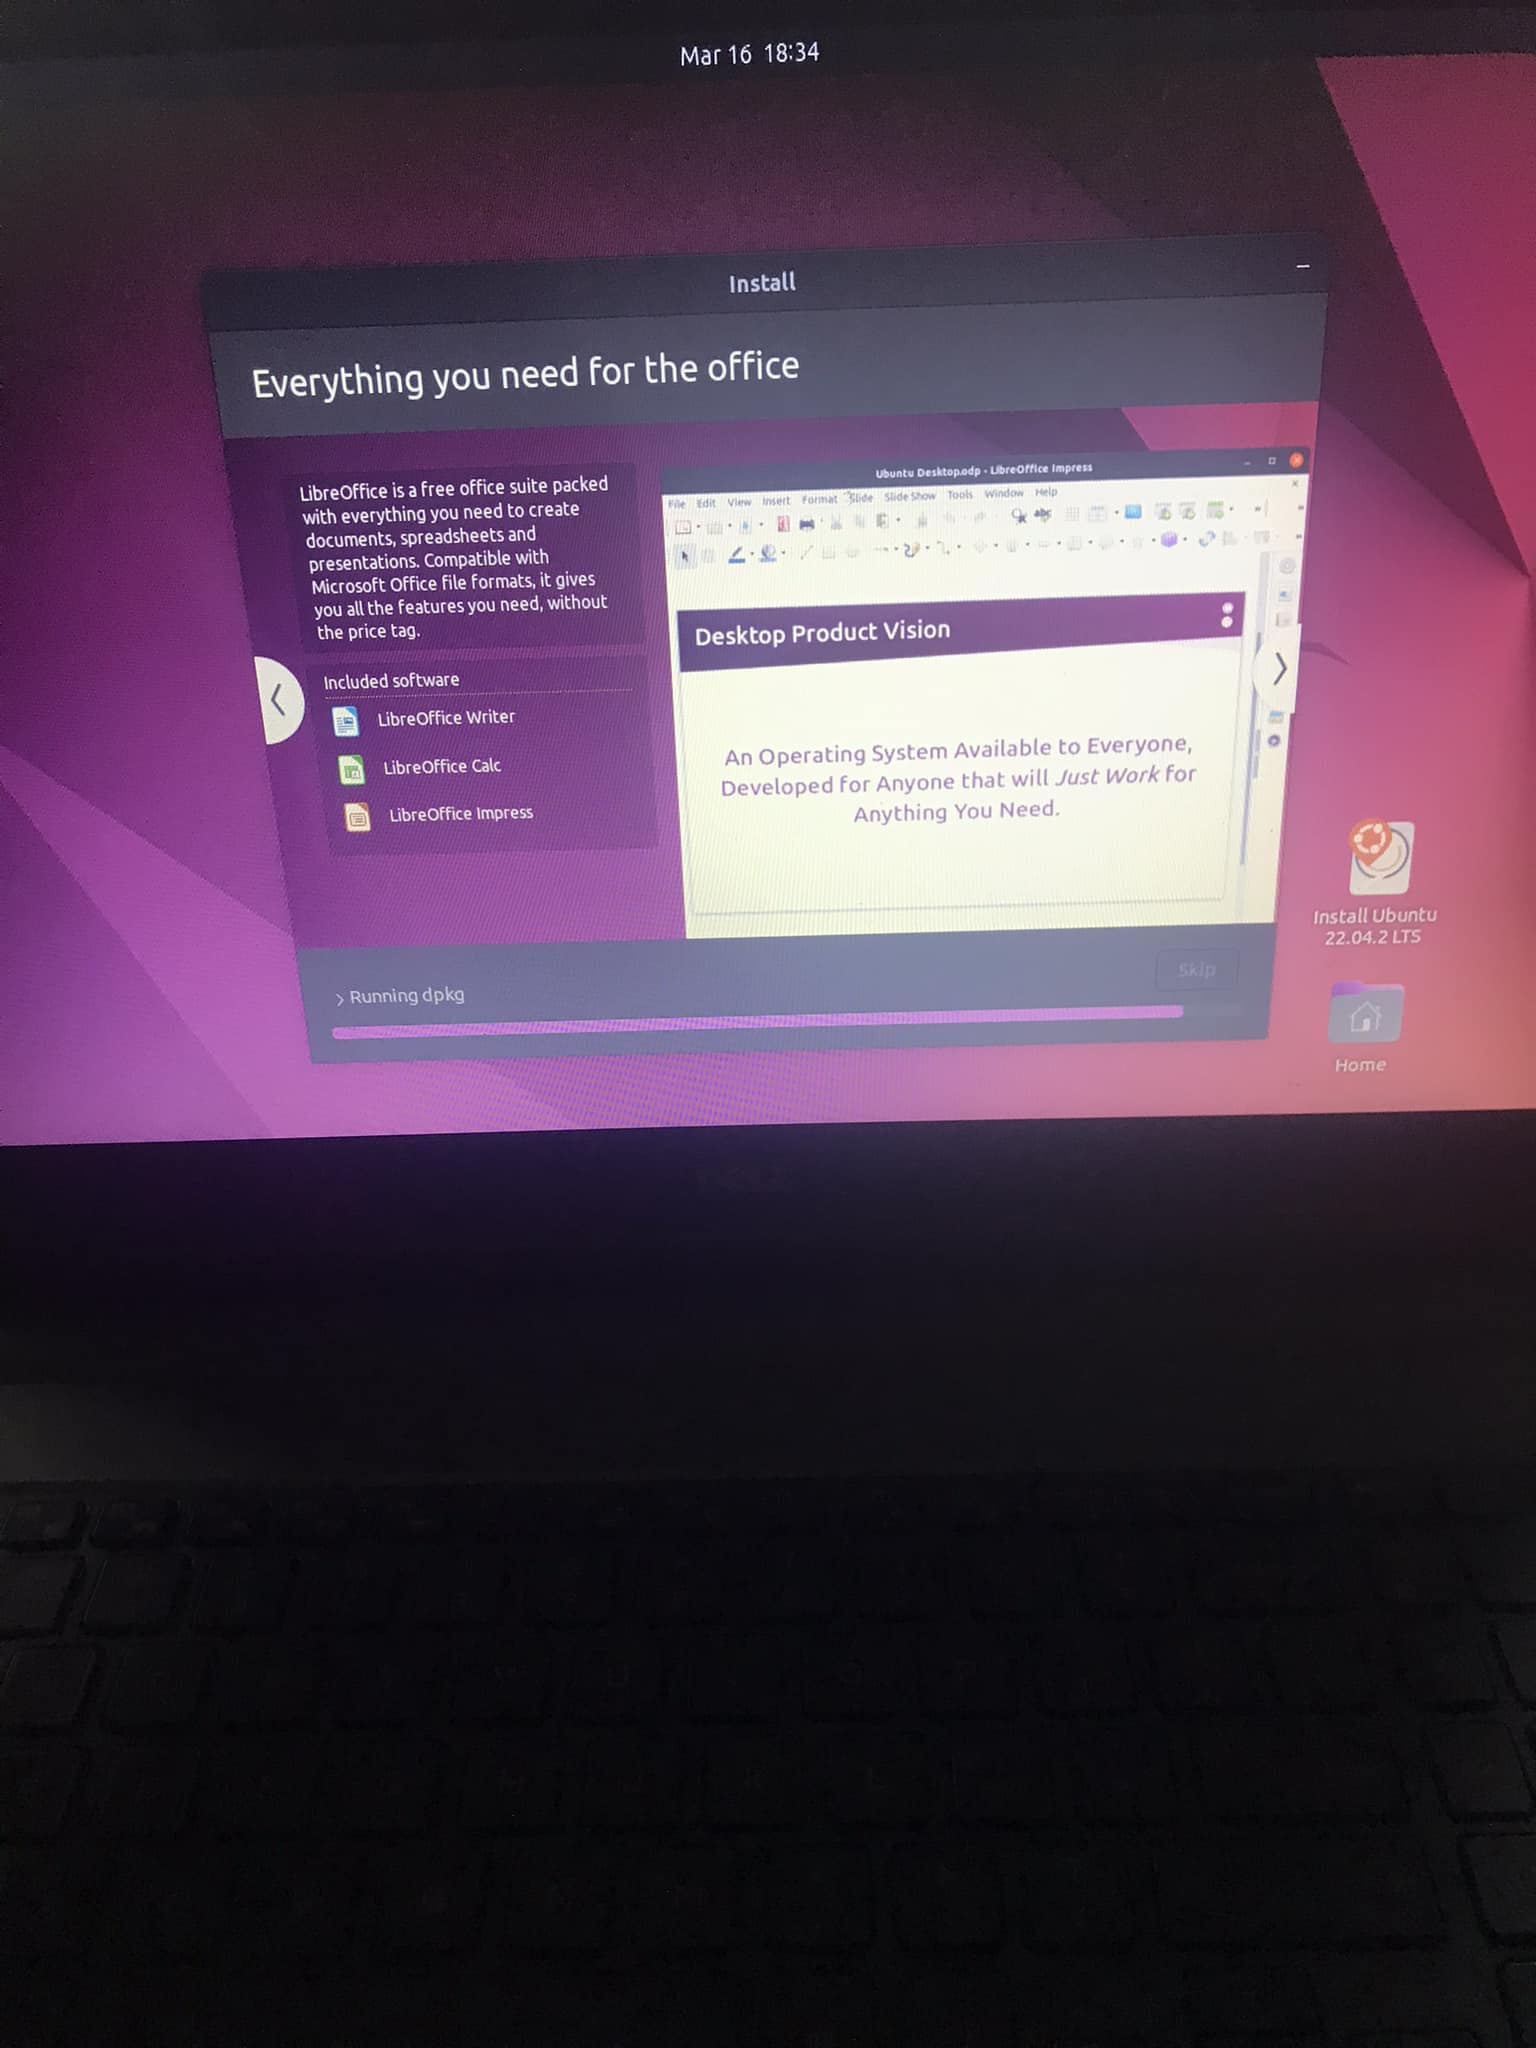 Mar 16 18:34
Install
Everything you need for the office
LibreOffice is a free office suite packed
with everything you need to create
documents, spreadsheets and
presentations. Compatible with
Microsoft Office file formats, it gives
you all the features you need, without
the price tag.
Included software
LibreOffice Writer
LibreOffice Calc
LibreOffice Impress
Ubuntu Desktop.odp - LibreOffice Impress
File Edit View Insert Format Slide Slide Show Tools Window Help
Desktop Product Vision
An Operating System Available to Everyone,
Developed for Anyone that will Just Work for
Anything You Need.
Skip
Running dpkg
Install Ubuntu
22.04.2 LTS
Home